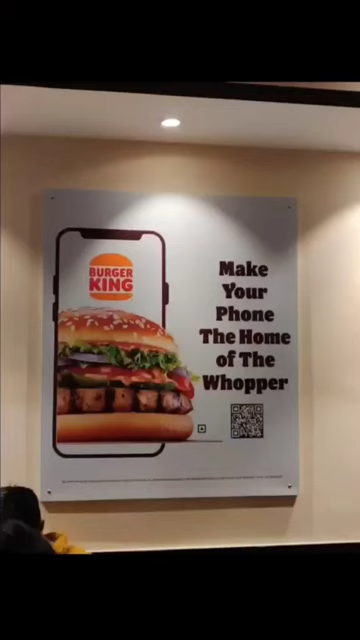 BURGER
KING
Make
Your
Phone
The Home
of The
Whopper